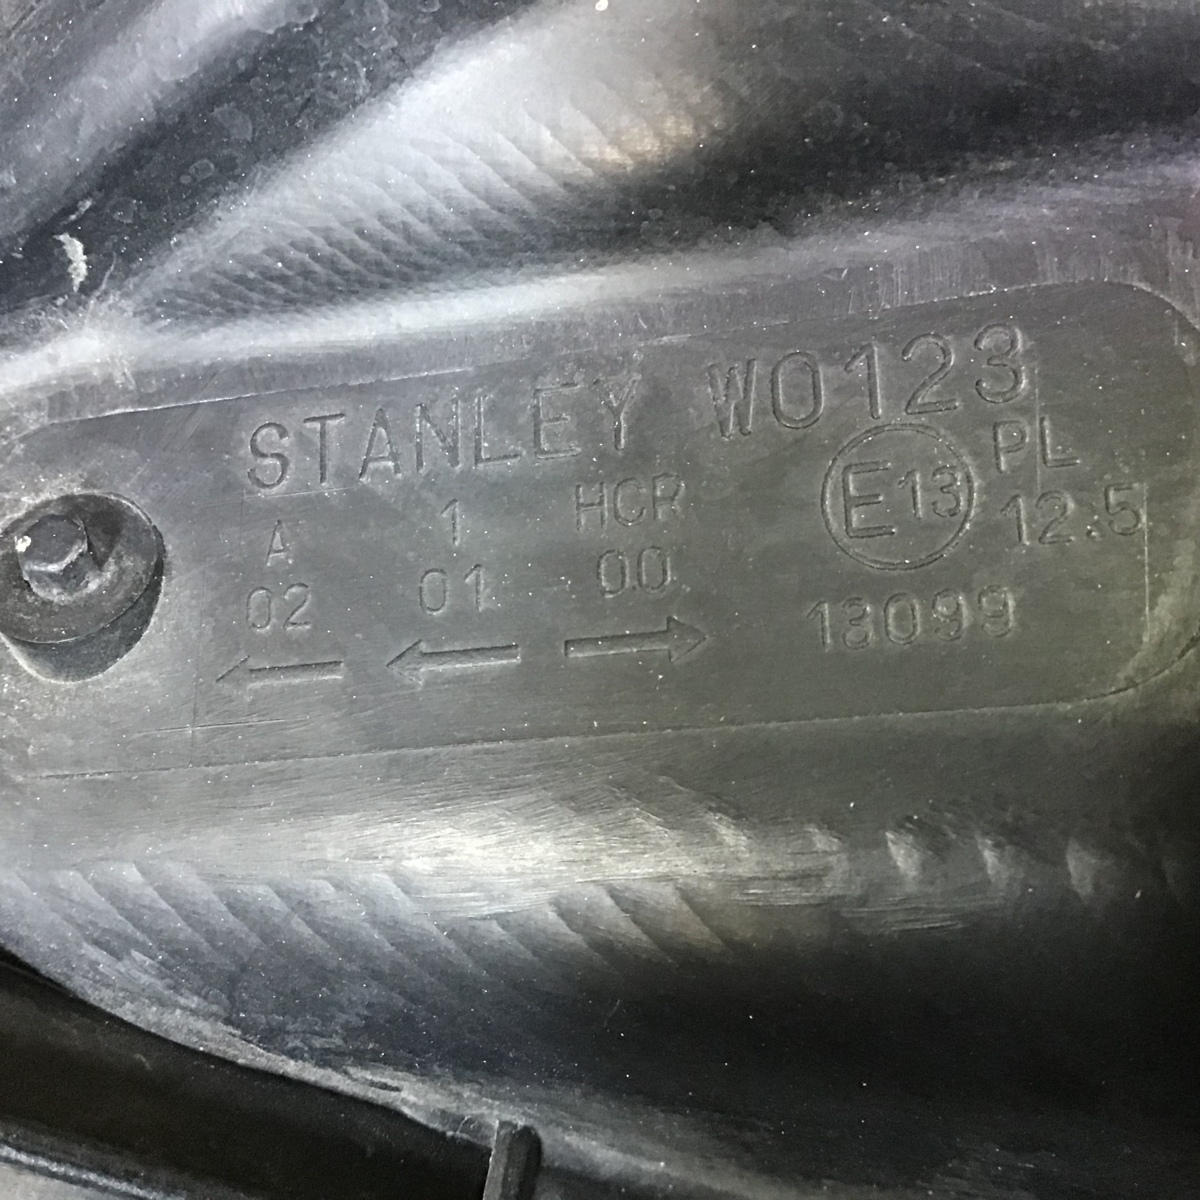 STANLEY W0123
A 1 HCR E13 PL
02 01 00 12.5
← ← → 13099